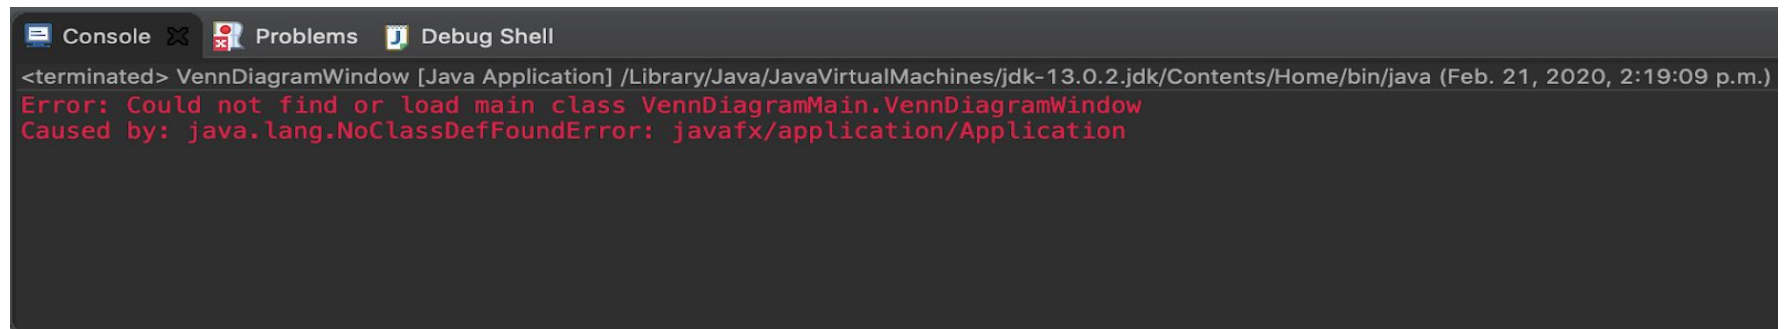 Console Problems Debug Shell
<terminated> VennDiagramWindow [Java Application] /Library/Java/JavaVirtualMachines/jdk-13.0.2.jdk/Contents/Home/bin/java (Feb. 21, 2020, 2:19:09 p.m.)
Error: Could not find or load main class VennDiagramMain.VennDiagramWindow
Caused by: java.lang.NoClassDefFoundError: javafx/application/Application